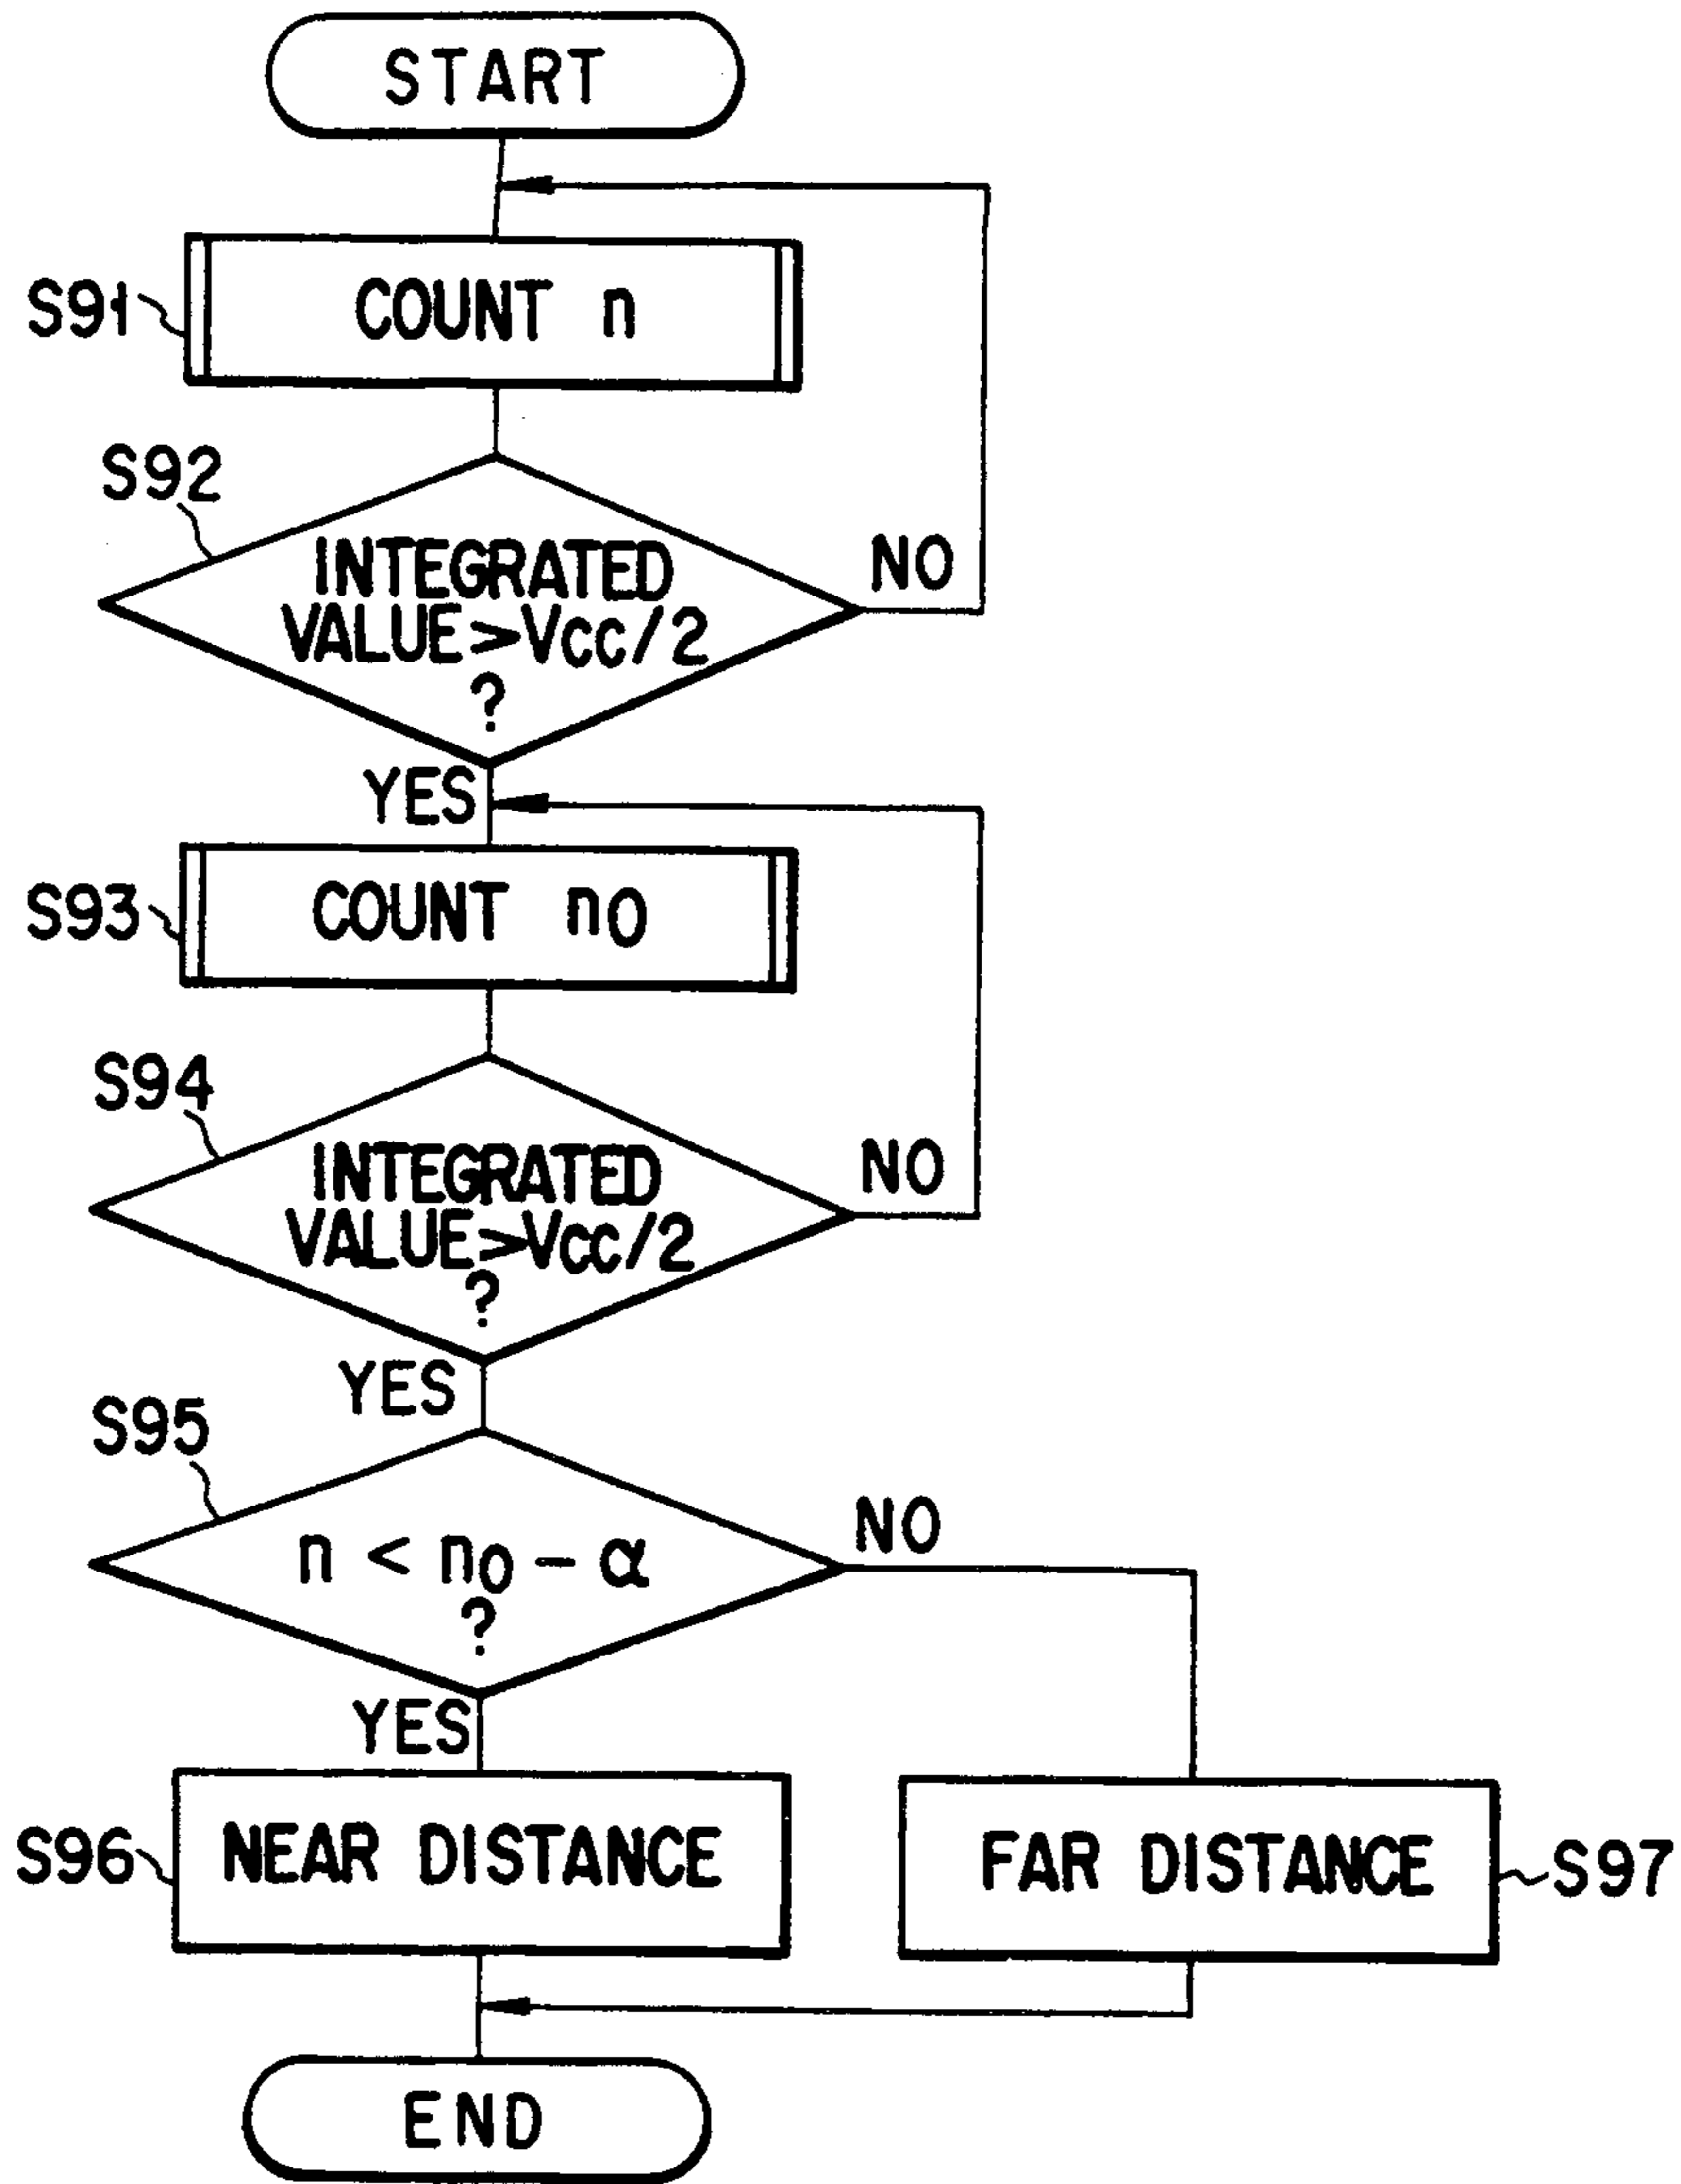 START
S91
COUNT n
S92
INTEGRATED
VALUE>VCC/2
?
NO
YES
S93
COUNT n0
S94
INTEGRATED
VALUE>VCC/2
?
NO
YES
S95
n < n0 - α
?
NO
YES
S96
NEAR DISTANCE
FAR DISTANCE
S97
END